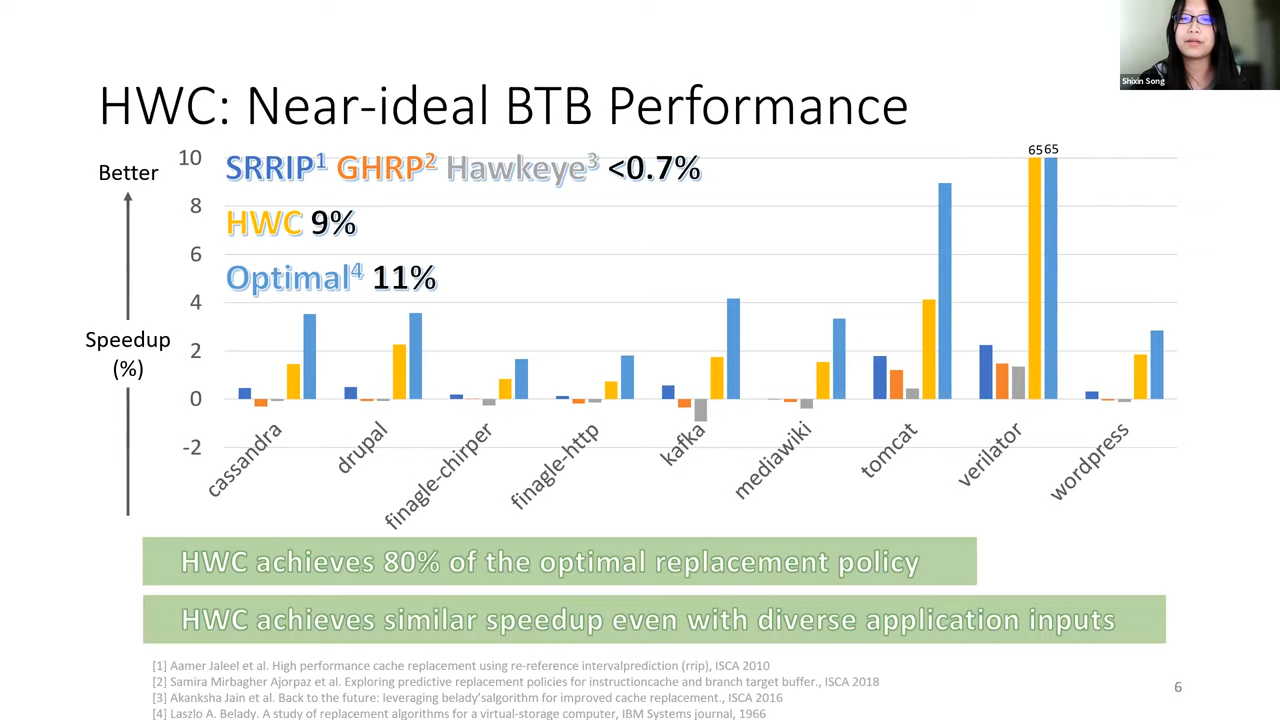 Shixin Song
HWC: Near-ideal BTB Performance
Better
Speedup
(%)
10
8
6
4
2
0
-2
SRRIP¹ GHRP² Hawkeye³ <0.7%
HWC 9%
Optimal⁴ 11%
65 65
cassandra
drupal
finagle-chirper
finagle-http
kafka
mediawiki
tomcat
verilator
wordpress
HWC achieves 80% of the optimal replacement policy
HWC achieves similar speedup even with diverse application inputs
[1] Aamer Jaleel et al. High performance cache replacement using re-reference intervalprediction (rrip), ISCA 2010
[2] Samira Mirbagher Ajorpaz et al. Exploring predictive replacement policies for instructioncache and branch target buffer., ISCA 2018
[3] Akanksha Jain et al. Back to the future: leveraging belady'salgorithm for improved cache replacement., ISCA 2016
[4] Laszlo A. Belady. A study of replacement algorithms for a virtual-storage computer, IBM Systems journal, 1966
6